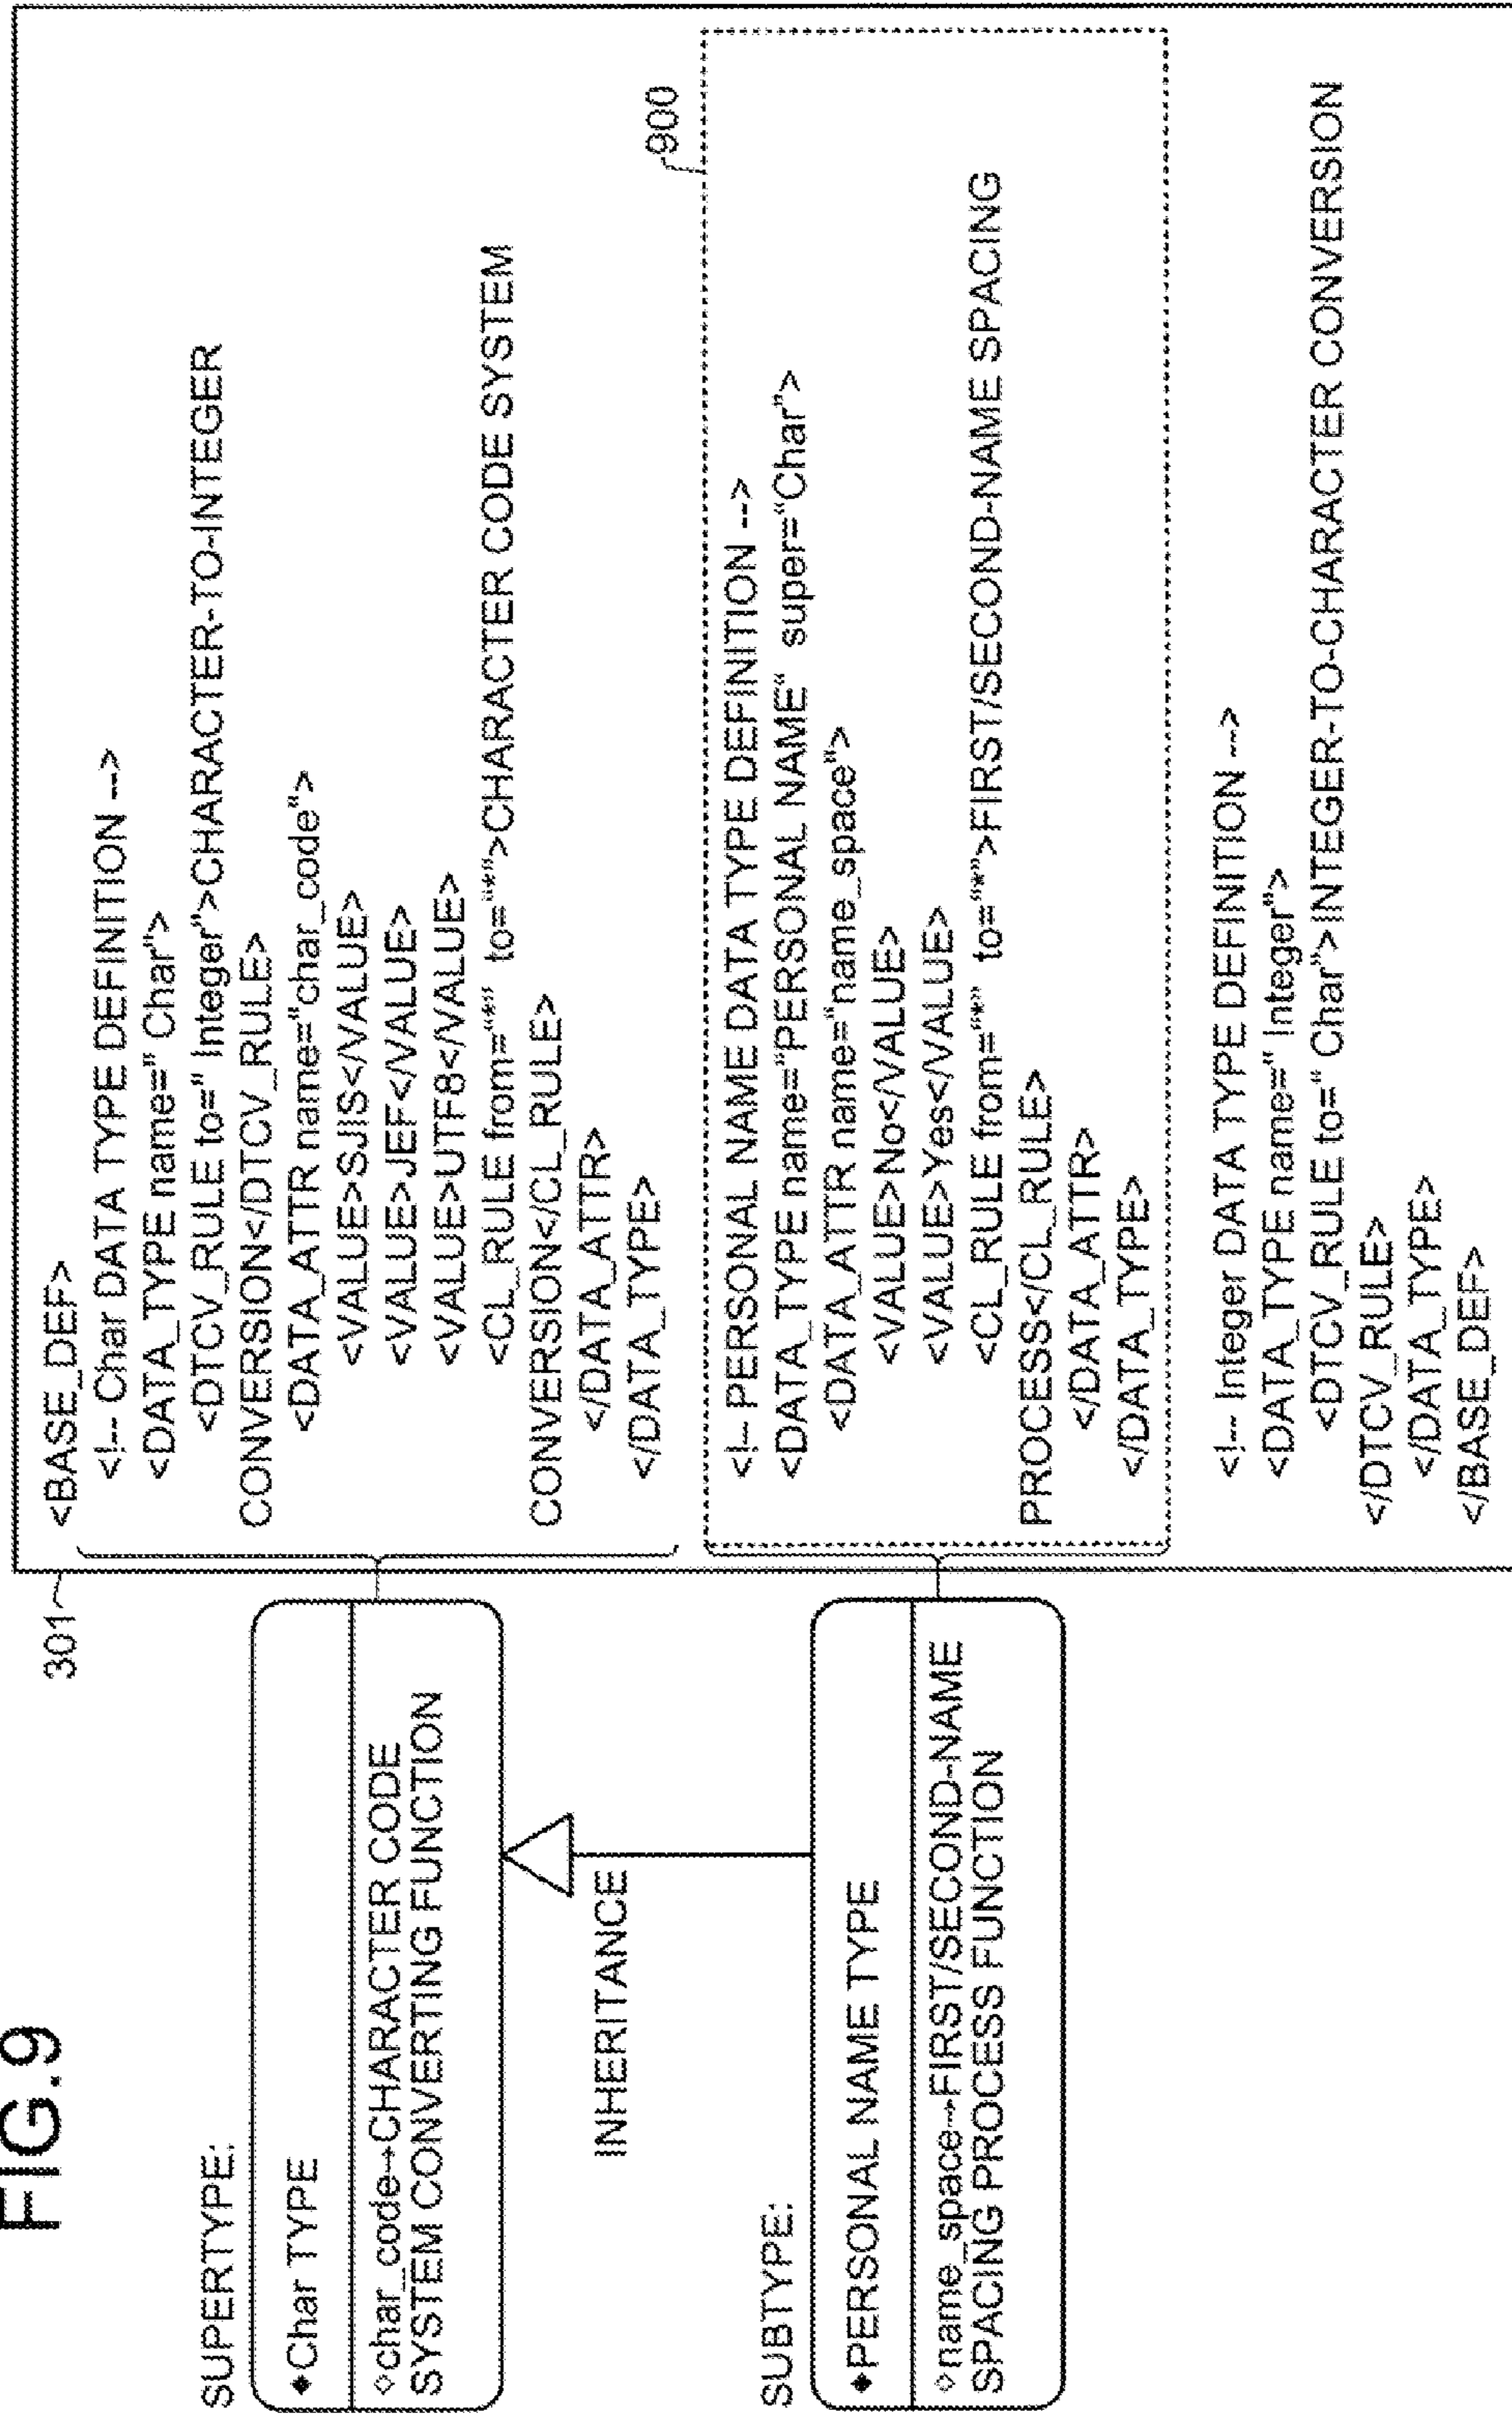 FIG.9
SUPERTYPE:
◆Char TYPE
◇char_code→CHARACTER CODE
SYSTEM CONVERTING FUNCTION
INHERITANCE
SUBTYPE:
◆PERSONAL NAME TYPE
◇name_space→FIRST/SECOND-NAME
SPACING PROCESS FUNCTION
301
<BASE_DEF>
<!-- Char DATA TYPE DEFINITION -->
<DATA_TYPE name=" Char">
<DTCV_RULE to=" Integer">CHARACTER-TO-INTEGER
CONVERSION</DTCV_RULE>
<DATA_ATTR name="char_code">
<VALUE>SJIS</VALUE>
<VALUE>JEF</VALUE>
<VALUE>UTF8</VALUE>
<CL_RULE from="*" to="*">CHARACTER CODE SYSTEM
CONVERSION</CL_RULE>
</DATA_ATTR>
</DATA_TYPE>
900
<!-- PERSONAL NAME DATA TYPE DEFINITION -->
<DATA_TYPE name="PERSONAL NAME" super="Char">
<DATA_ATTR name="name_space">
<VALUE>No</VALUE>
<VALUE>Yes</VALUE>
<CL_RULE from="*" to="*">FIRST/SECOND-NAME SPACING
PROCESS</CL_RULE>
</DATA_ATTR>
</DATA_TYPE>
<!-- Integer DATA TYPE DEFINITION -->
<DATA_TYPE name=" Integer">
<DTCV_RULE to=" Char">INTEGER-TO-CHARACTER CONVERSION
</DTCV_RULE>
</DATA_TYPE>
</BASE_DEF>